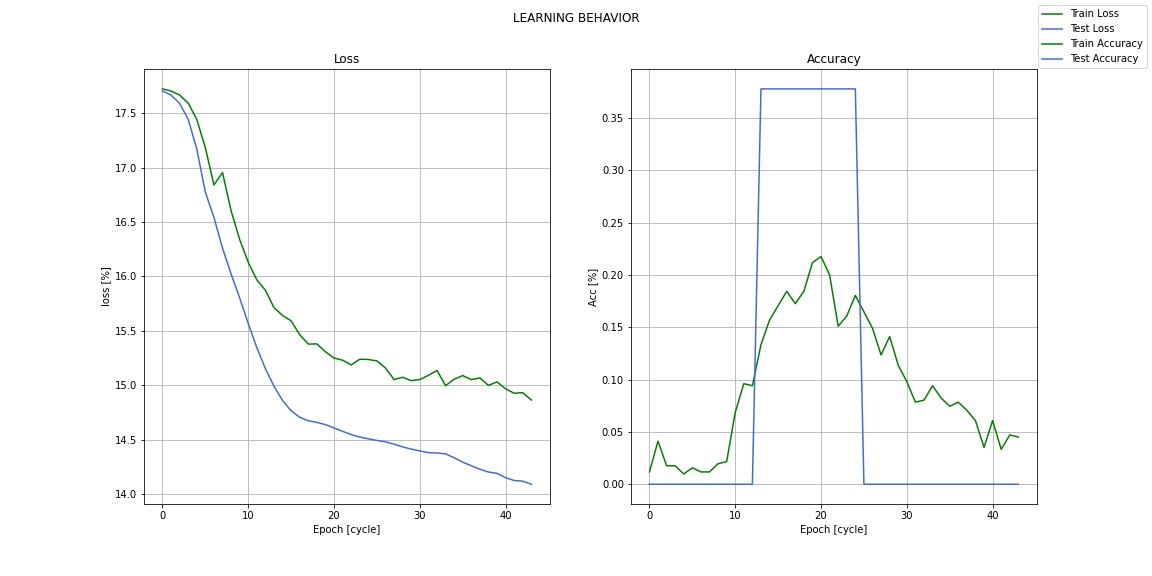 LEARNING BEHAVIOR
Train Loss
Test Loss
Train Accuracy
Test Accuracy
Loss
17.5
17.0
16.5
16.0
15.5
15.0
14.5
14.0
loss [%]
0 10 20 30 40
Epoch [cycle]
Accuracy
0.35
0.30
0.25
0.20
0.15
0.10
0.05
0.00
Acc [%]
0 10 20 30 40
Epoch [cycle]